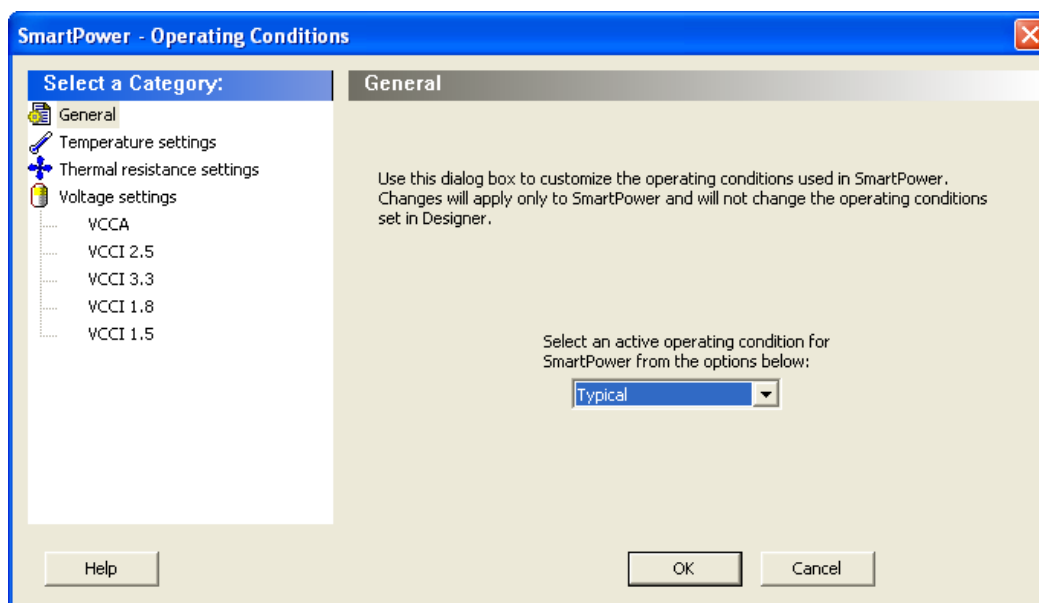 SmartPower - Operating Conditions
Select a Category:
General
Temperature settings
Thermal resistance settings
Voltage settings
VCCA
VCCI 2.5
VCCI 3.3
VCCI 1.8
VCCI 1.5
General
Use this dialog box to customize the operating conditions used in SmartPower.
Changes will apply only to SmartPower and will not change the operating conditions
set in Designer.
Select an active operating condition for
SmartPower from the options below:
Typical
Help
OK
Cancel